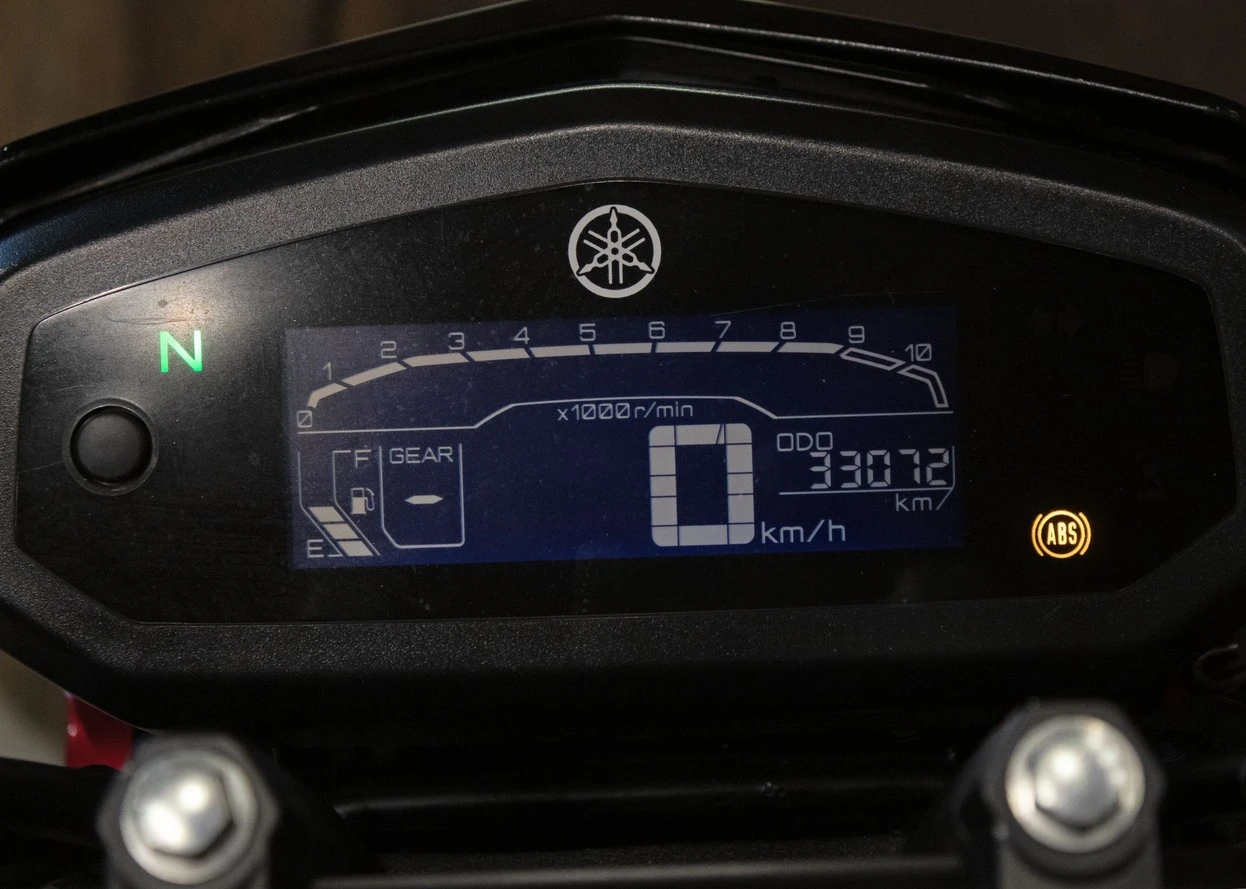 0 1 2 3 4 5 6 7 8 9 10
N
x1000 r/min
F
GEAR
-
ODO
33072
km
0
km/h
E
ABS